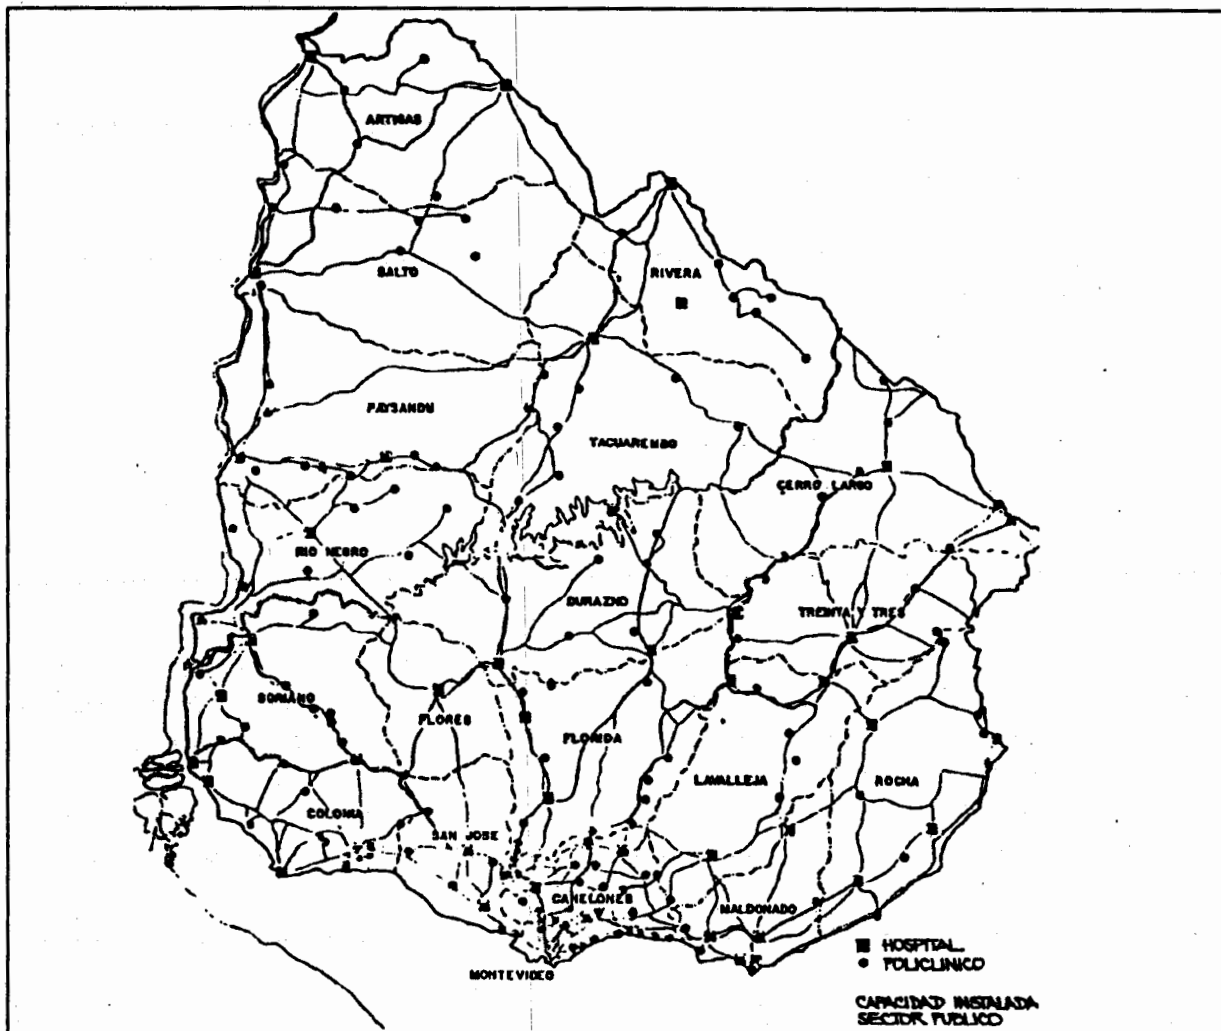 ARTIGAS
SALTO
RIVERA
PAYSANDU
TACUAREMBO
CERRO LARGO
RIO NEGRO
DURAZNO
TREINTA Y TRES
SORIANO
FLORES
FLORIDA
LAVALLEJA
ROCHA
COLONIA
SAN JOSE
CANELONES
MALDONADO
MONTEVIDEO
HOSPITAL
POLICLINICO
CAPACIDAD INSTALADA
SECTOR PUBLICO